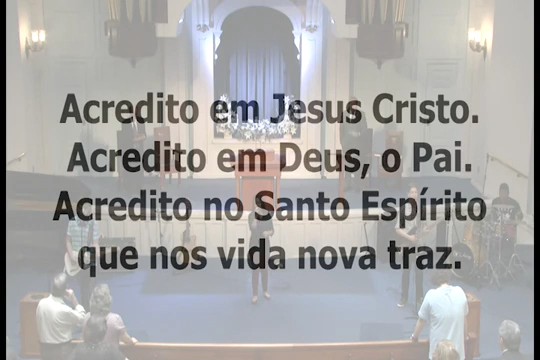 Acredito em Jesus Cristo.
Acredito em Deus, o Pai.
Acredito no Santo Espírito
que nos vida nova traz.